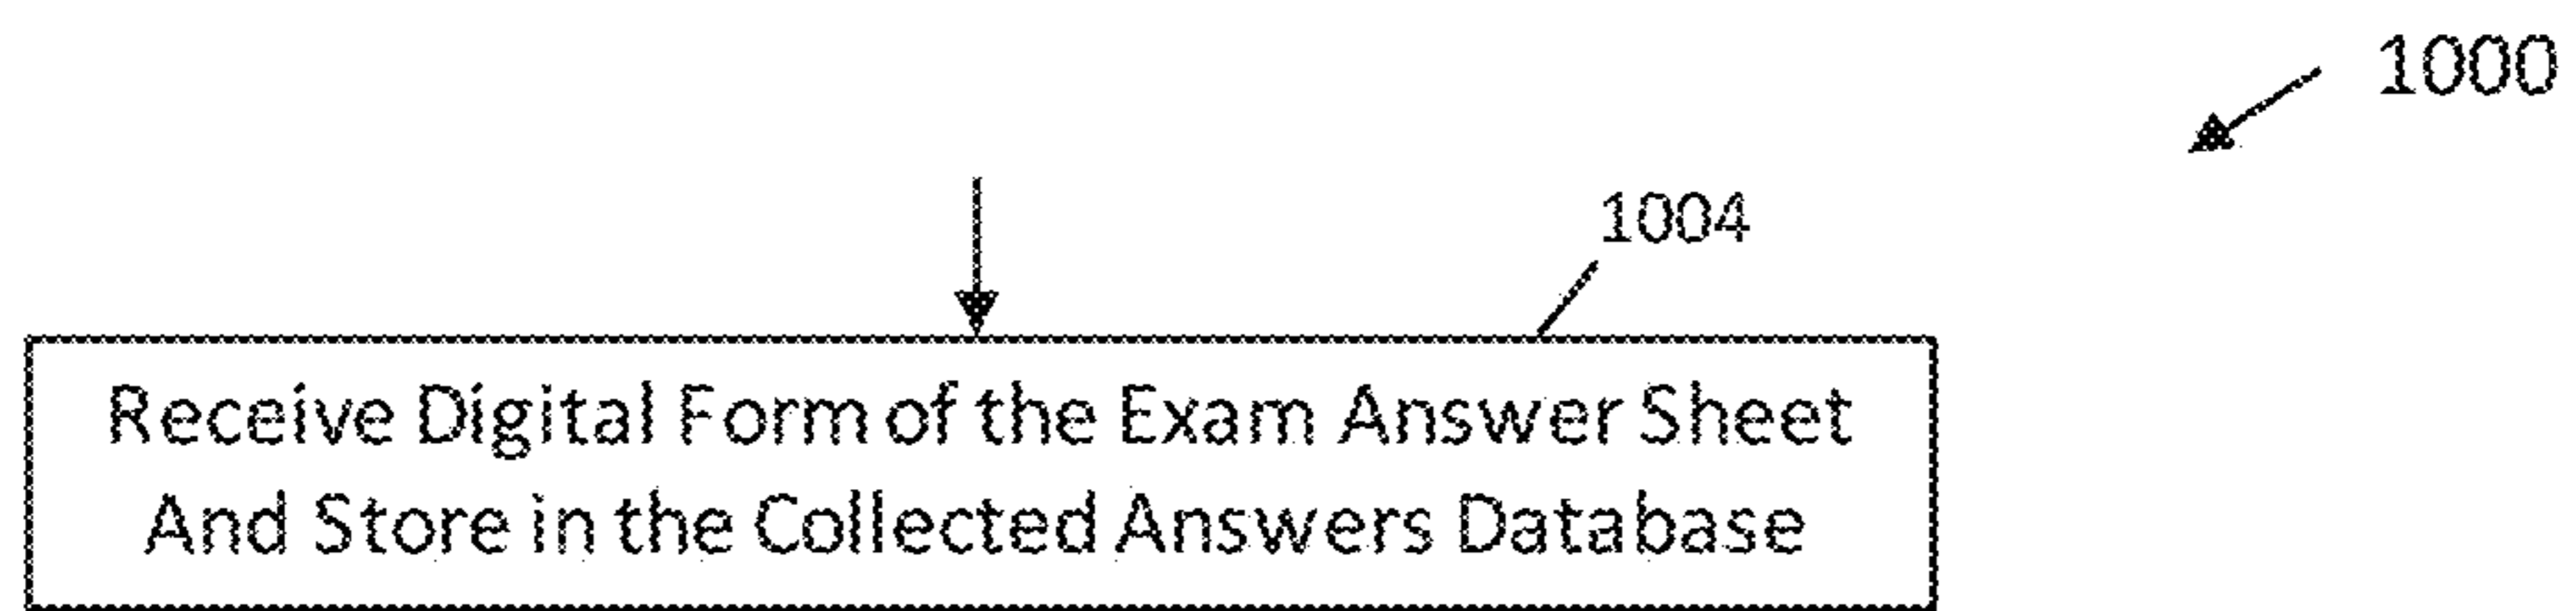 1000
1004
Receive Digital Form of the Exam Answer Sheet
And Store in the Collected Answers Database